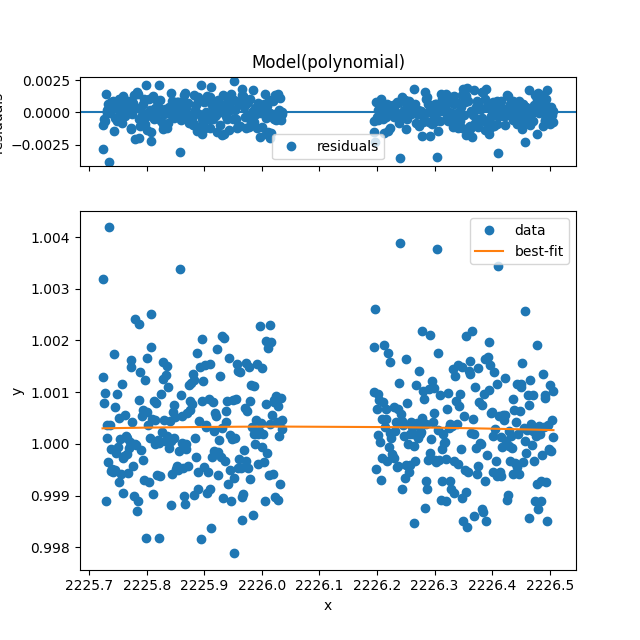 Model(polynomial)
0.0025
0.0000
−0.0025
residuals
residuals
1.004
1.003
1.002
1.001
1.000
0.999
0.998
y
data
best-fit
2225.7 2225.8 2225.9 2226.0 2226.1 2226.2 2226.3 2226.4 2226.5
x